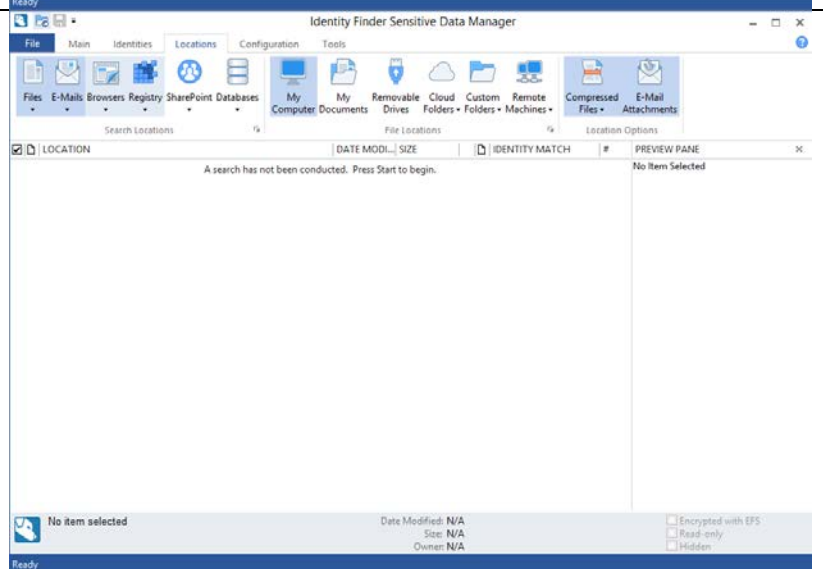 Ready
Identity Finder Sensitive Data Manager
File Main Identities Locations Configuration Tools
Files E-Mails Browsers Registry SharePoint Databases My Computer My Documents Removable Drives Cloud Folders Custom Folders Remote Machines Compressed Files E-Mail Attachments
Search Locations File Locations Location Options
LOCATION DATE MODI... SIZE IDENTITY MATCH # PREVIEW PANE
A search has not been conducted. Press Start to begin. No Item Selected
No item selected Date Modified: N/A Encrypted with EFS
Size: N/A Read-only
Owner: N/A Hidden
Ready